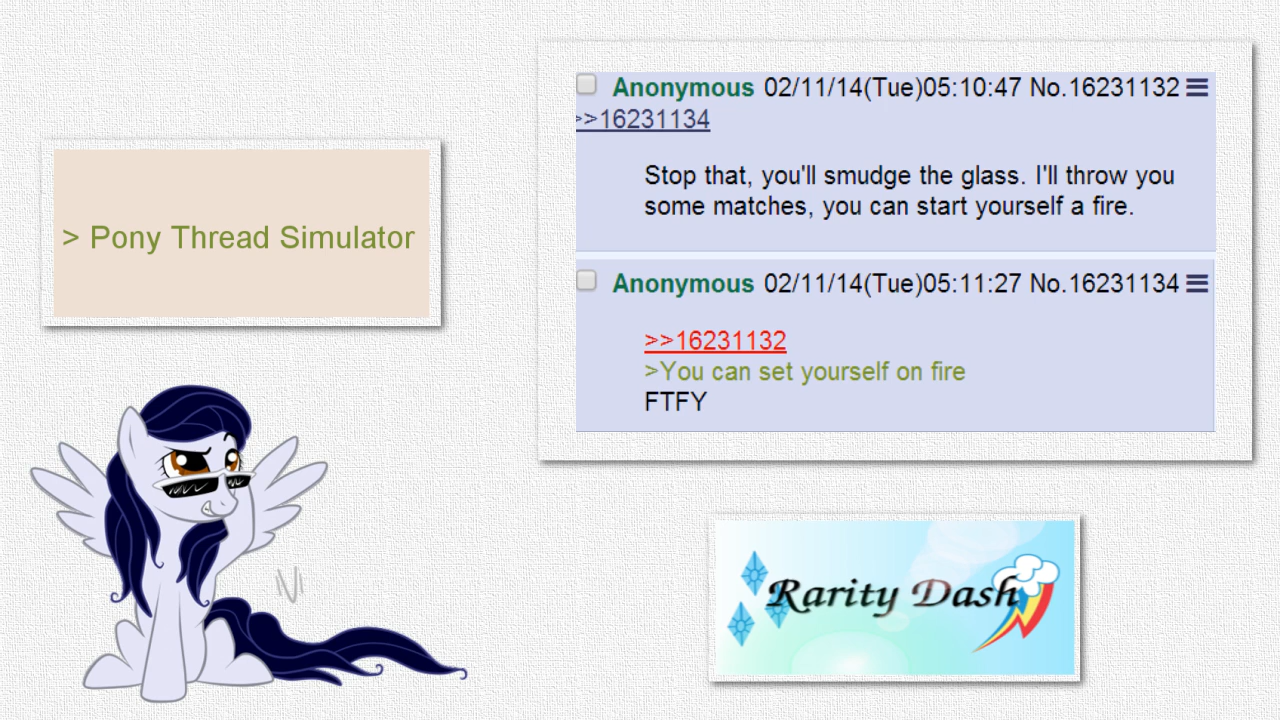 > Pony Thread Simulator
Anonymous 02/11/14(Tue)05:10:47 No.16231132
>>16231134
Stop that, you'll smudge the glass. I'll throw you
some matches, you can start yourself a fire.
Anonymous 02/11/14(Tue)05:11:27 No.16231134
>>16231132
>You can set yourself on fire
FTFY
Rarity Dash